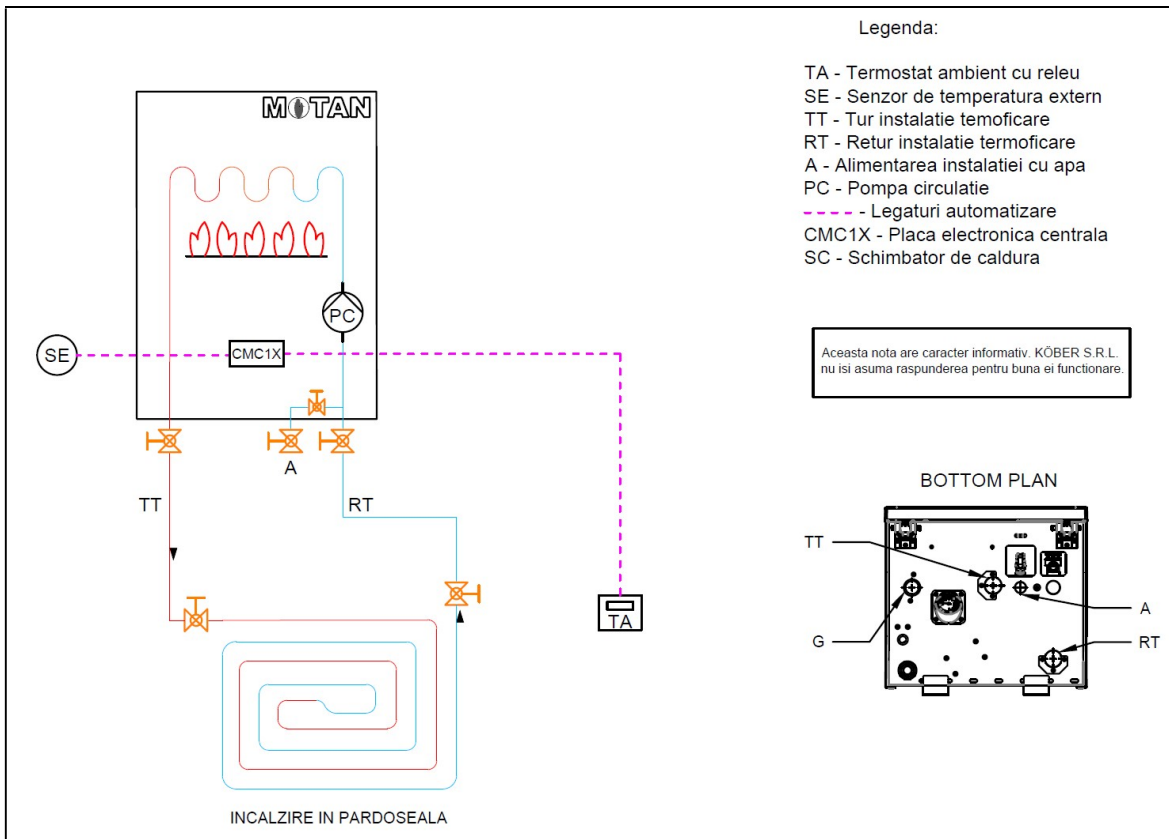 Legenda:
TA - Termostat ambient cu releu
SE - Senzor de temperatura extern
TT - Tur instalatie temoficare
RT - Retur instalatie termoficare
A - Alimentarea instalatiei cu apa
PC - Pompa circulatie
- Legaturi automatizare
CMC1X - Placa electronica centrala
SC - Schimbator de caldura
Aceasta nota are caracter informativ. KÖBER S.R.L.
nu isi asuma raspunderea pentru buna ei functionare.
MOTAN
PC
SE
CMC1X
A
TT
RT
TA
INCALZIRE IN PARDOSEALA
BOTTOM PLAN
TT
A
G
RT